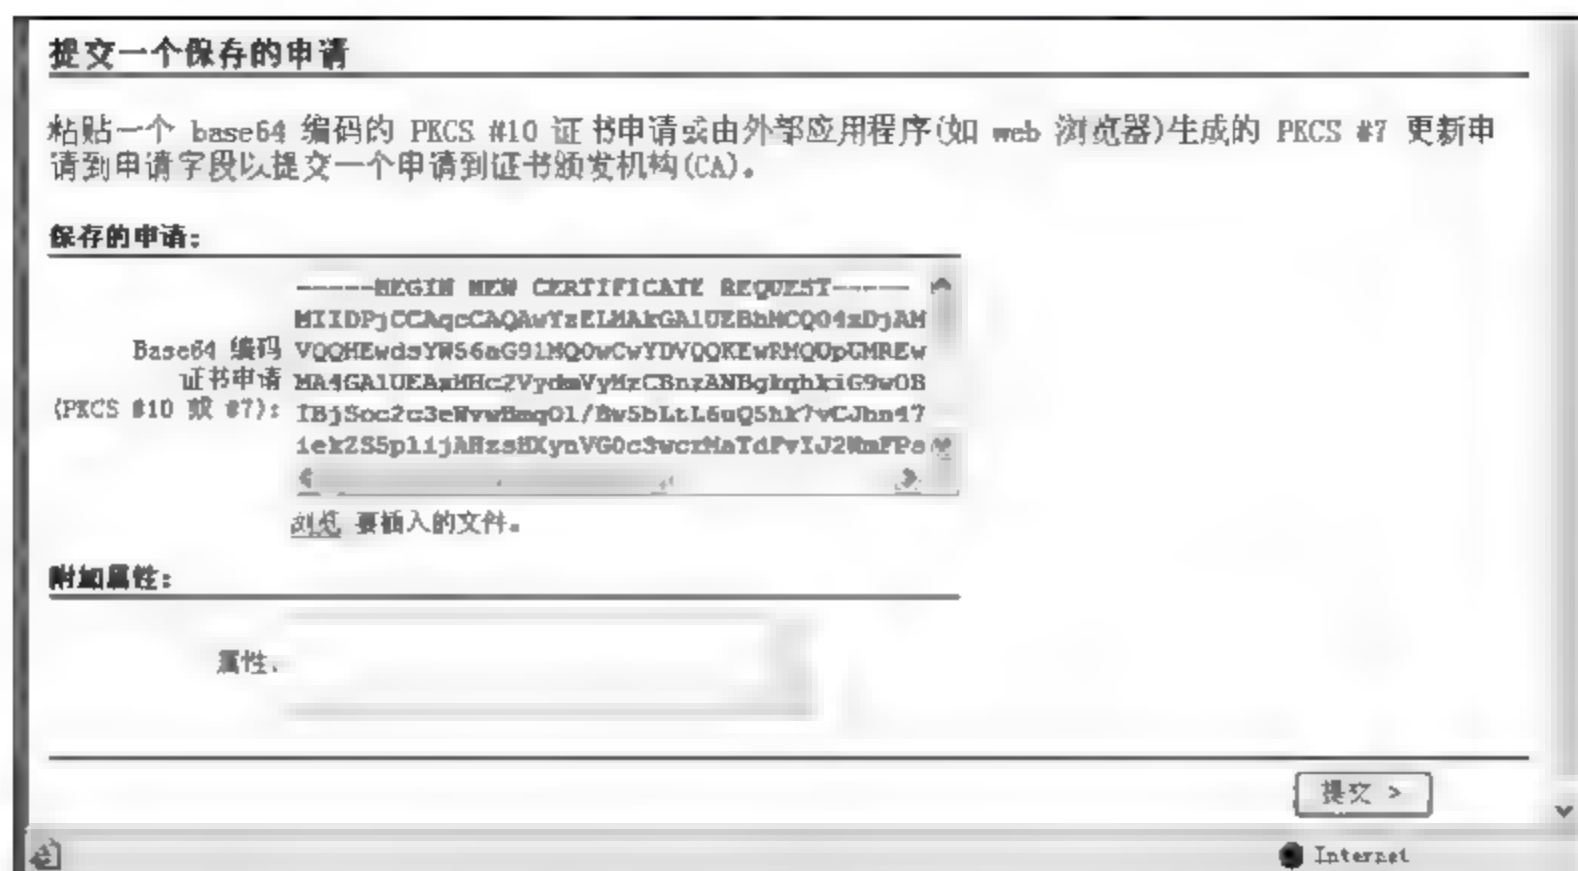 提交一个保存的申请
粘贴一个 base64 编码的 PKCS #10 证书申请或由外部应用程序(如 web 浏览器)生成的 PKCS #7 更新申
请到申请字段以提交一个申请到证书颁发机构(CA)。
保存的申请:
-----BEGIN NEW CERTIFICATE REQUEST-----
Base64 编码
证书申请
(PKCS #10 或 #7):
浏览 要插入的文件。
附加属性:
属性:
提交 >
Internet